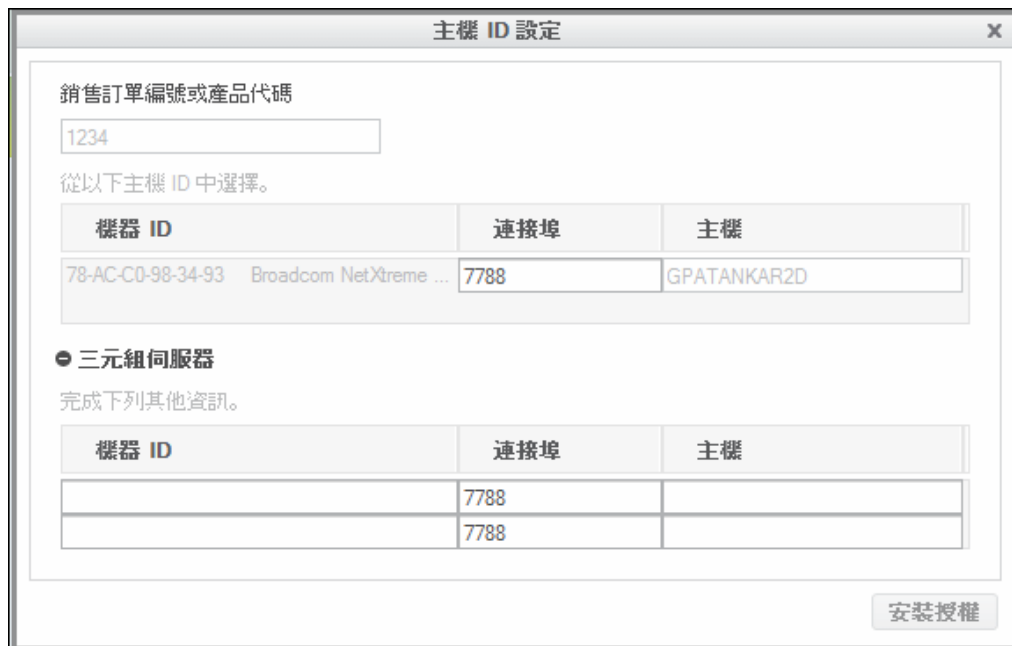 主機 ID 設定 x
銷售訂單編號或產品代碼
1234
從以下主機 ID 中選擇。
機器 ID 連接埠 主機
78-AC-C0-98-34-93 Broadcom NetXtreme ... 7788 GPATANKAR2D
三元組伺服器
完成下列其他資訊。
機器 ID 連接埠 主機
7788
7788
安裝授權